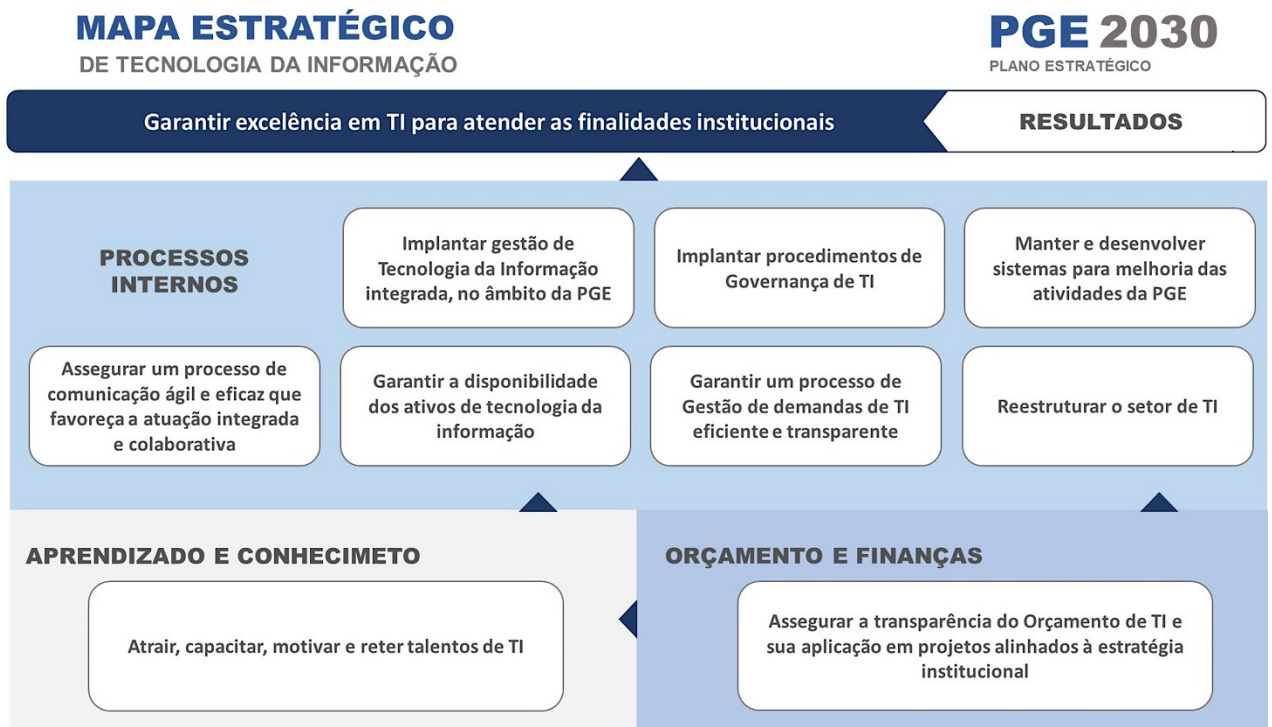 MAPA ESTRATÉGICO
DE TECNOLOGIA DA INFORMAÇÃO
PGE 2030
PLANO ESTRATÉGICO
Garantir excelência em TI para atender as finalidades institucionais
RESULTADOS
PROCESSOS
INTERNOS
Implantar gestão de
Tecnologia da Informação
integrada, no âmbito da PGE
Implantar procedimentos de
Governança de TI
Manter e desenvolver
sistemas para melhoria das
atividades da PGE
Assegurar um processo de
comunicação ágil e eficaz que
favoreça a atuação integrada
e colaborativa
Garantir a disponibilidade
dos ativos de tecnologia da
informação
Garantir um processo de
Gestão de demandas de TI
eficiente e transparente
Reestruturar o setor de TI
APRENDIZADO E CONHECIMETO
Atrair, capacitar, motivar e reter talentos de TI
ORÇAMENTO E FINANÇAS
Assegurar a transparência do Orçamento de TI e
sua aplicação em projetos alinhados à estratégia
institucional